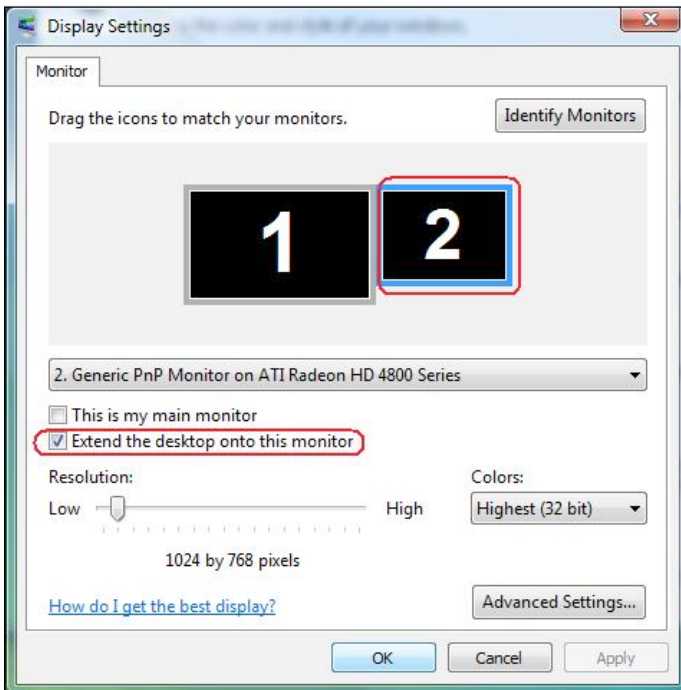 Display Settings
Monitor
Drag the icons to match your monitors.
Identify Monitors
1
2
2. Generic PnP Monitor on ATI Radeon HD 4800 Series
This is my main monitor
Extend the desktop onto this monitor
Resolution:
Colors:
Low
High
Highest (32 bit)
1024 by 768 pixels
How do I get the best display?
Advanced Settings...
OK
Cancel
Apply